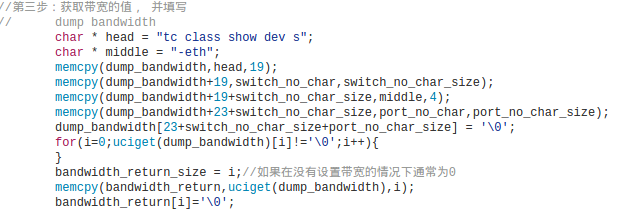 //第三步：获取带宽的值， 并填写
//      dump bandwidth
        char * head = "tc class show dev s";
        char * middle = "-eth";
        memcpy(dump_bandwidth,head,19);
        memcpy(dump_bandwidth+19,switch_no_char,switch_no_char_size);
        memcpy(dump_bandwidth+19+switch_no_char_size,middle,4);
        memcpy(dump_bandwidth+23+switch_no_char_size,port_no_char,port_no_char_size);
        dump_bandwidth[23+switch_no_char_size+port_no_char_size] = '\0';
        for(i=0;uciget(dump_bandwidth)[i]!='\0';i++){
        }
        bandwidth_return_size = i;//如果在没有设置带宽的情况下通常为0
        memcpy(bandwidth_return,uciget(dump_bandwidth),i);
        bandwidth_return[i]='\0';